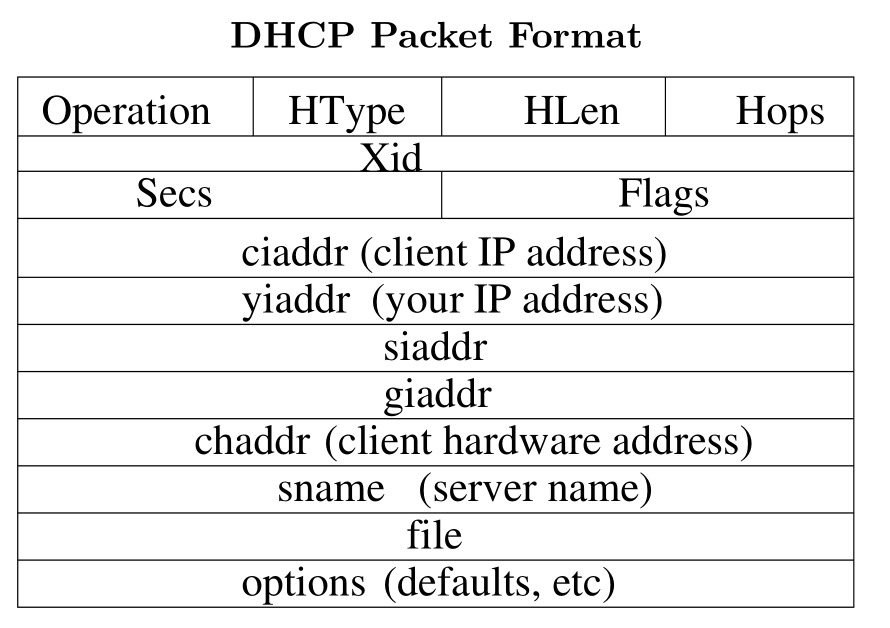 DHCP Packet Format
Operation HType HLen Hops
Xid
Secs Flags
ciaddr (client IP address)
yiaddr (your IP address)
siaddr
giaddr
chaddr (client hardware address)
sname (server name)
file
options (defaults, etc)